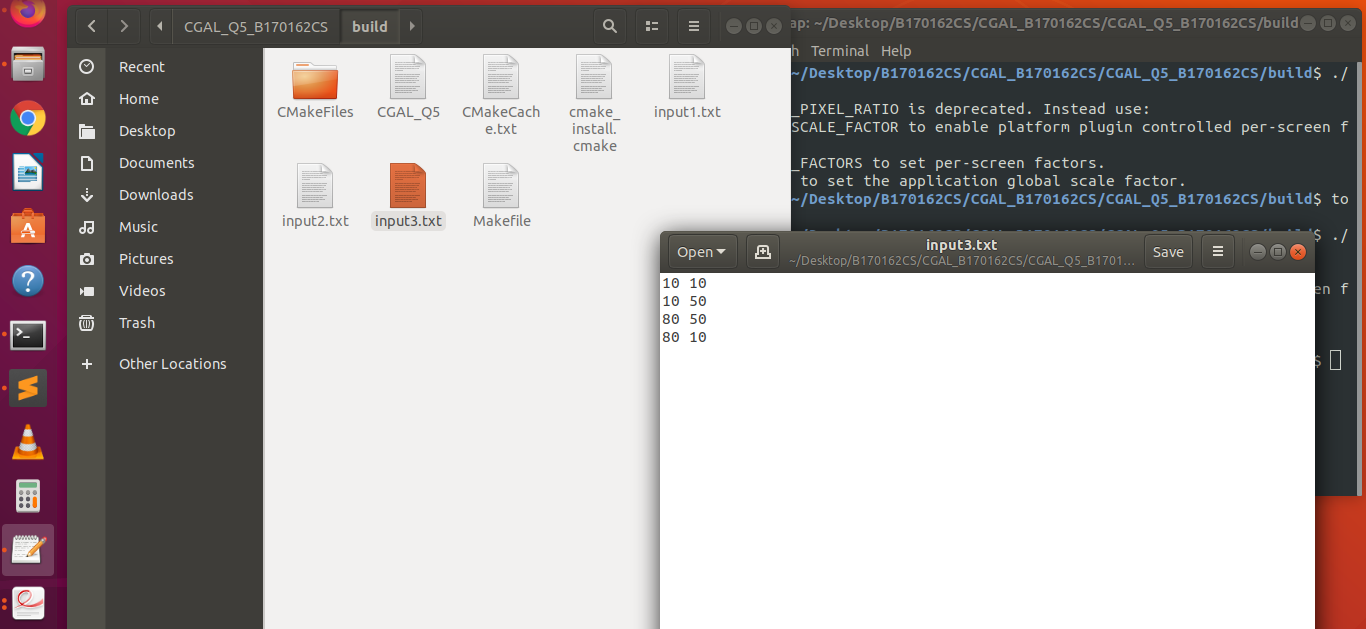 CGAL_Q5_B170162CS build
Recent
Home
Desktop
Documents
Downloads
Music
Pictures
Videos
Trash
Other Locations
CMakeFiles
CGAL_Q5
CMakeCach
e.txt
cmake_
install.
cmake
input1.txt
input2.txt
input3.txt
Makefile
ap: ~/Desktop/B170162CS/CGAL_B170162CS/CGAL_Q5_B170162CS/build
h Terminal Help
~/Desktop/B170162CS/CGAL_B170162CS/CGAL_Q5_B170162CS/build$ ./
_PIXEL_RATIO is deprecated. Instead use:
SCALE_FACTOR to enable platform plugin controlled per-screen f
_FACTORS to set per-screen factors.
to set the application global scale factor.
~/Desktop/B170162CS/CGAL_B170162CS/CGAL_Q5_B170162CS/build$ to
$ ./
en f
$
Open
input3.txt
~/Desktop/B170162CS/CGAL_B170162CS/CGAL_Q5_B1701...
Save
10 10
10 50
80 50
80 10